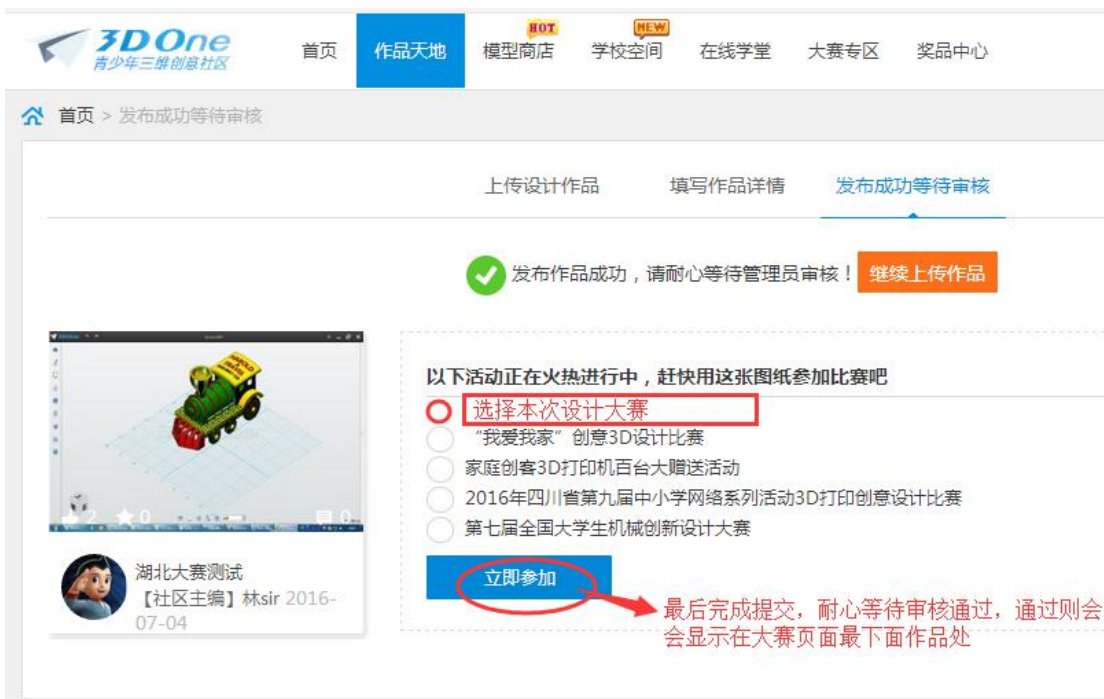 3D One
青少年三维创意社区
首页
作品天地
HOT
模型商店
NEW
学校空间
在线学堂
大赛专区
奖品中心
首页 > 发布成功等待审核
上传设计作品
填写作品详情
发布成功等待审核
发布作品成功，请耐心等待管理员审核！
继续上传作品
2
0
0
湖北大赛测试
【社区主编】林sir 2016-
07-04
以下活动正在火热进行中，赶快用这张图纸参加比赛吧
选择本次设计大赛
“我爱我家”创意3D设计比赛
家庭创客3D打印机百台大赠送活动
2016年四川省第九届中小学网络系列活动3D打印创意设计比赛
第七届全国大学生机械创新设计大赛
立即参加
最后完成提交，耐心等待审核通过，通过则会
会显示在大赛页面最下面作品处